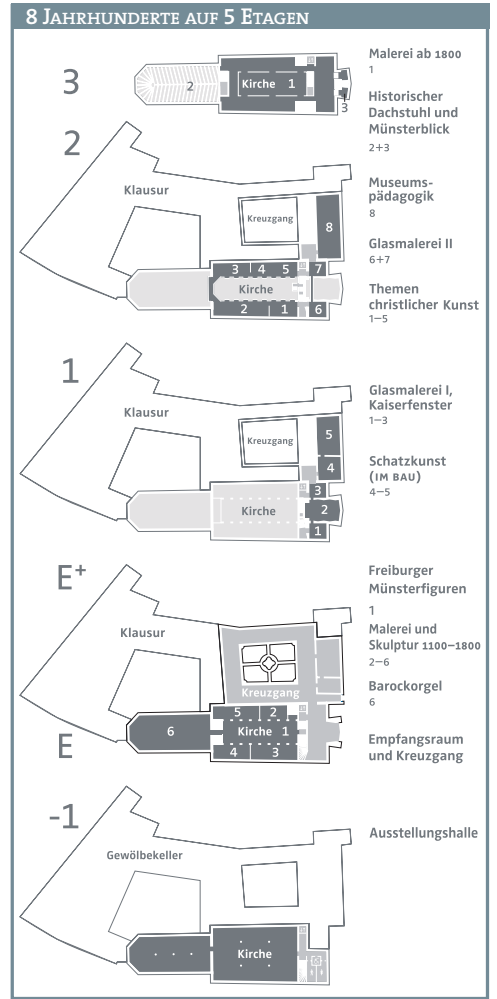 8 Jahrhunderte auf 5 Etagen
3
2
Kirche 1
3
Malerei ab 1800
1
Historischer
Dachstuhl und
Münsterblick
2+3
2
Klausur
Kreuzgang
8
3 4 5 7
Kirche
2 1 6
Museums-
pädagogik
8
Glasmalerei II
6+7
Themen
christlicher Kunst
1–5
1
Klausur
Kreuzgang
5
4
3
Kirche 2
1
Glasmalerei I,
Kaiserfenster
1–3
Schatzkunst
(IM BAU)
4–5
E+
Klausur
Kreuzgang
5 2
6 Kirche 1
4 3
E
Freiburger
Münsterfiguren
1
Malerei und
Skulptur 1100–1800
2–6
Barockorgel
6
Empfangsraum
und Kreuzgang
-1
Gewölbekeller
Kirche
Ausstellungshalle